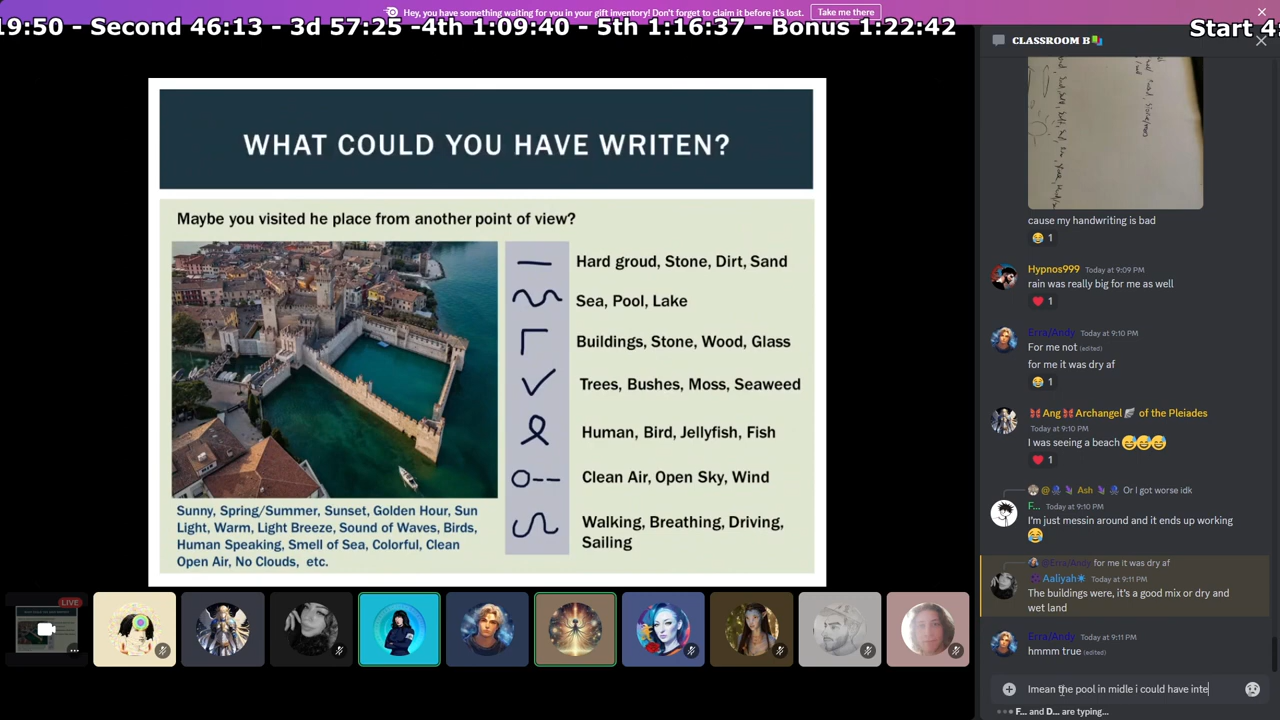 Hey, you have something waiting for you in your gift inventory! Don't forget to claim it before it's lost.
Take me there
19:50 - Second 46:13 - 3d 57:25 -4th 1:09:40 - 5th 1:16:37 - Bonus 1:22:42
Start 4:
CLASSROOM B
WHAT COULD YOU HAVE WRITEN?
Maybe you visited he place from another point of view?
Hard groud, Stone, Dirt, Sand
Sea, Pool, Lake
Buildings, Stone, Wood, Glass
Trees, Bushes, Moss, Seaweed
Human, Bird, Jellyfish, Fish
Clean Air, Open Sky, Wind
Walking, Breathing, Driving,
Sailing
Sunny, Spring/Summer, Sunset, Golden Hour, Sun
Light, Warm, Light Breeze, Sound of Waves, Birds,
Human Speaking, Smell of Sea, Colorful, Clean
Open Air, No Clouds, etc.
LIVE
cause my handwriting is bad
1
Hypnos999 Today at 9:09 PM
rain was really big for me as well
1
Erra/Andy Today at 9:10 PM
For me not (edited)
for me it was dry af
1
Ang Archangel of the Pleiades
Today at 9:10 PM
I was seeing a beach
1
@ Ash Or I got worse idk
F... Today at 9:10 PM
I'm just messin around and it ends up working
@Erra/Andy for me it was dry af
Aaliyah Today at 9:11 PM
The buildings were, it's a good mix or dry and
wet land
Erra/Andy Today at 9:11 PM
hmmm true (edited)
Imean the pool in midle i could have inte
F... and D... are typing...